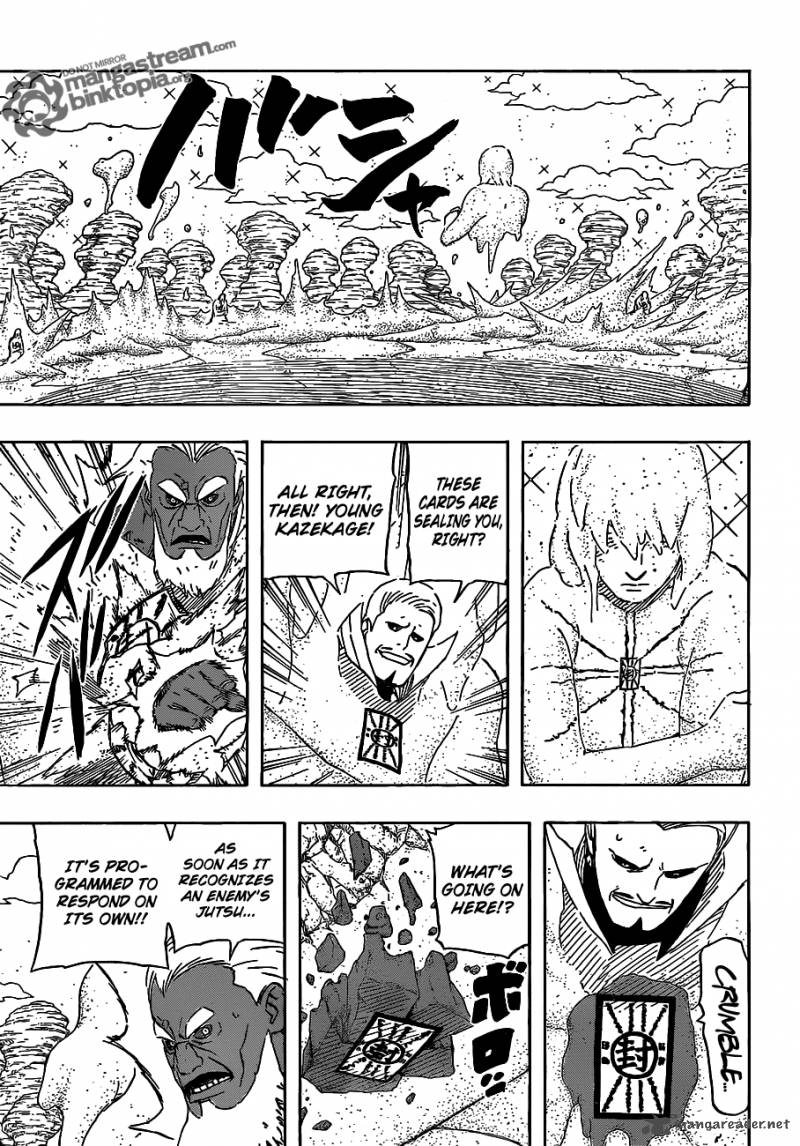 DO NOT MIRROR
mangastream.com
binktopia.org
バシャ
THESE
CARDS ARE
SEALING YOU,
RIGHT?
ALL RIGHT,
THEN! YOUNG
KAZEKAGE!
封
CRUMBLE...
封
WHAT'S
GOING ON
HERE!?
ボロ
封
AS
SOON AS IT
RECOGNIZES
AN ENEMY'S
JUTSU...
IT'S PRO-
GRAMMED TO
RESPOND ON
ITS OWN!!
mangareader.net